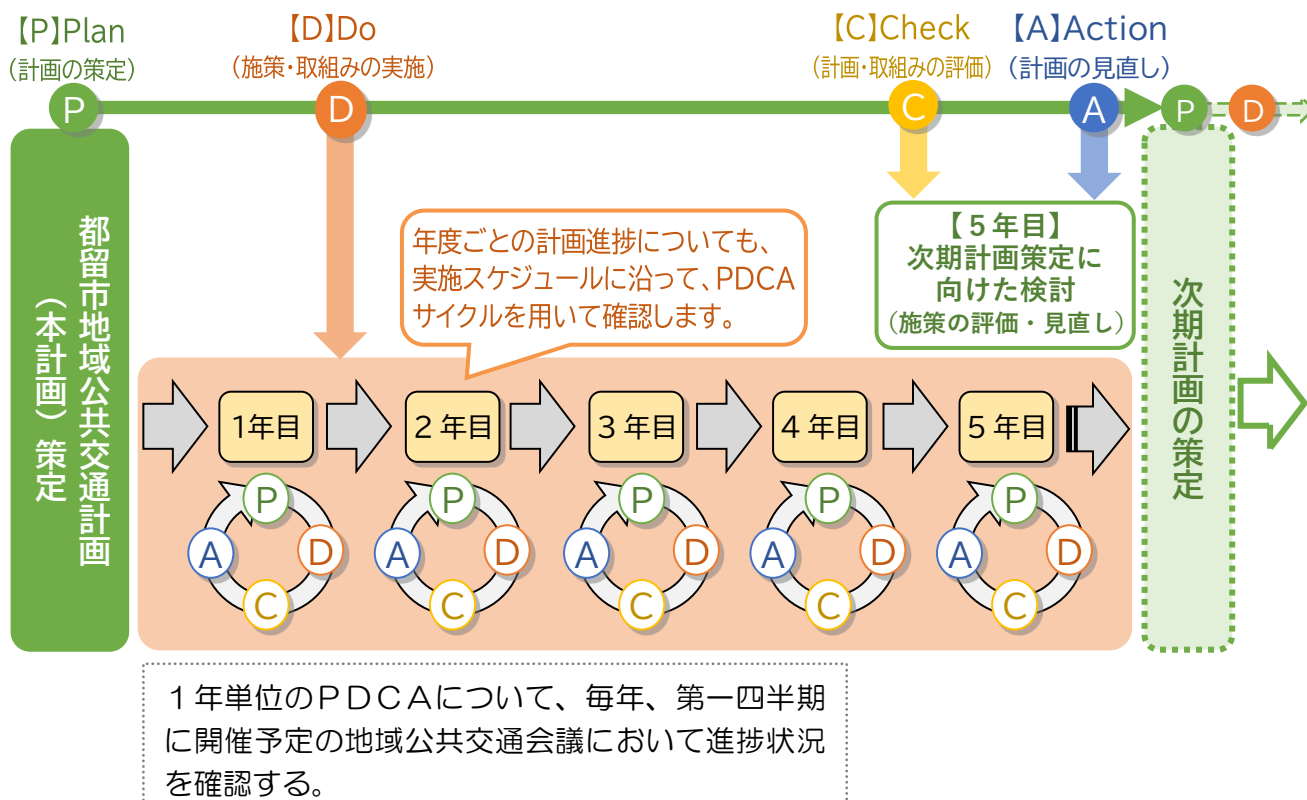 【P】Plan
（計画の策定）
【D】Do
（施策・取組みの実施）
【C】Check
（計画・取組みの評価）
【A】Action
（計画の見直し）
P
D
C
A
P
D
都留市地域公共交通計画
（本計画）策定
年度ごとの計画進捗についても、
実施スケジュールに沿って、PDCA
サイクルを用いて確認します。
【５年目】
次期計画策定に
向けた検討
（施策の評価・見直し）
次期計画の策定
1年目
２年目
３年目
４年目
５年目
P
D
C
A
P
D
C
A
P
D
C
A
P
D
C
A
P
D
C
A
１年単位のＰＤＣＡについて、毎年、第一四半期
に開催予定の地域公共交通会議において進捗状況
を確認する。